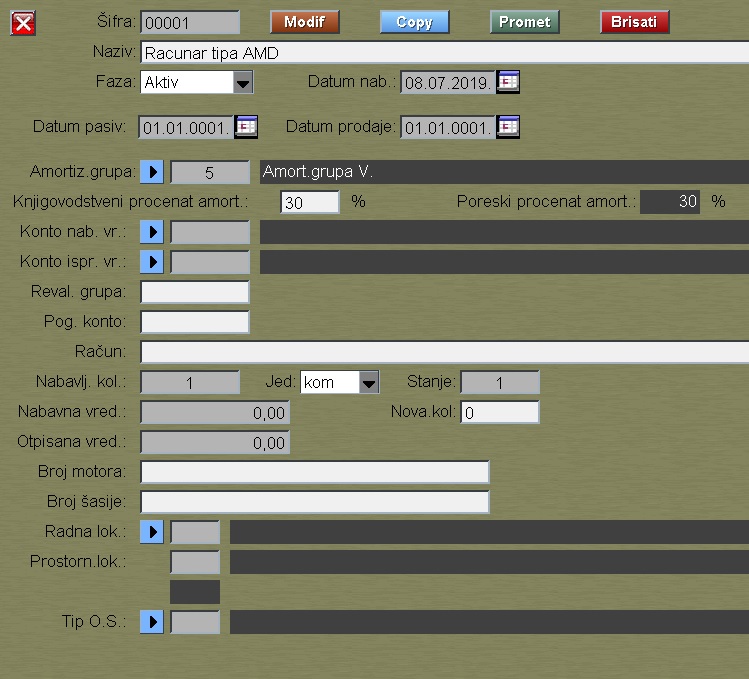 Šifra: 00001 Modif Copy Promet Brisati
Naziv: Racunar tipa AMD
Faza: Aktiv Datum nab.: 08.07.2019.
Datum pasiv: 01.01.0001. Datum prodaje: 01.01.0001.
Amortiz.grupa: 5 Amort.grupa V.
Knjigovodstveni procenat amort.: 30 % Poreski procenat amort.: 30 %
Konto nab. vr.:
Konto ispr. vr.:
Reval. grupa:
Pog. konto:
Račun:
Nabavlj. kol.: 1 Jed: kom Stanje: 1
Nabavna vred.: 0,00 Nova.kol: 0
Otpisana vred.: 0,00
Broj motora:
Broj šasije:
Radna lok.:
Prostorn.lok.:
Tip O.S.: